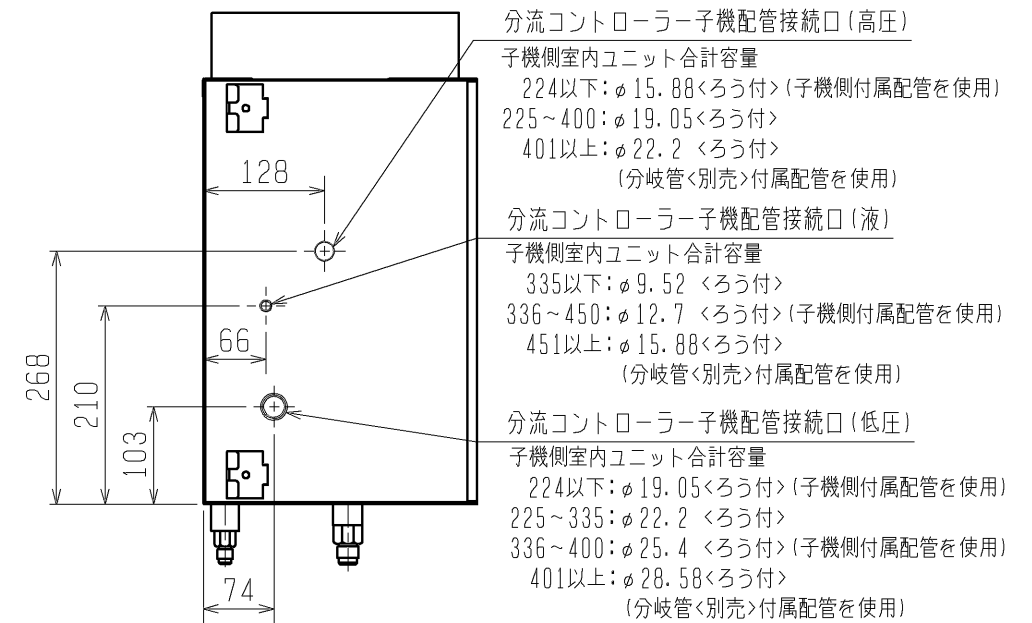 分流コントローラー子機配管接続口(高圧)
子機側室内ユニット合計容量
224以下:φ15.88<ろう付>(子機側付属配管を使用)
225~400:φ19.05<ろう付>
401以上:φ22.2 <ろう付>
(分岐管<別売>付属配管を使用)
128
分流コントローラー子機配管接続口(液)
子機側室内ユニット合計容量
335以下:φ9.52 <ろう付>
336~450:φ12.7 <ろう付>(子機側付属配管を使用)
451以上:φ15.88<ろう付>
(分岐管<別売>付属配管を使用)
66
268
210
103
分流コントローラー子機配管接続口(低圧)
子機側室内ユニット合計容量
224以下:φ19.05<ろう付>(子機側付属配管を使用)
225~335:φ22.2 <ろう付>
336~400:φ25.4 <ろう付>(子機側付属配管を使用)
401以上:φ28.58<ろう付>
(分岐管<別売>付属配管を使用)
74